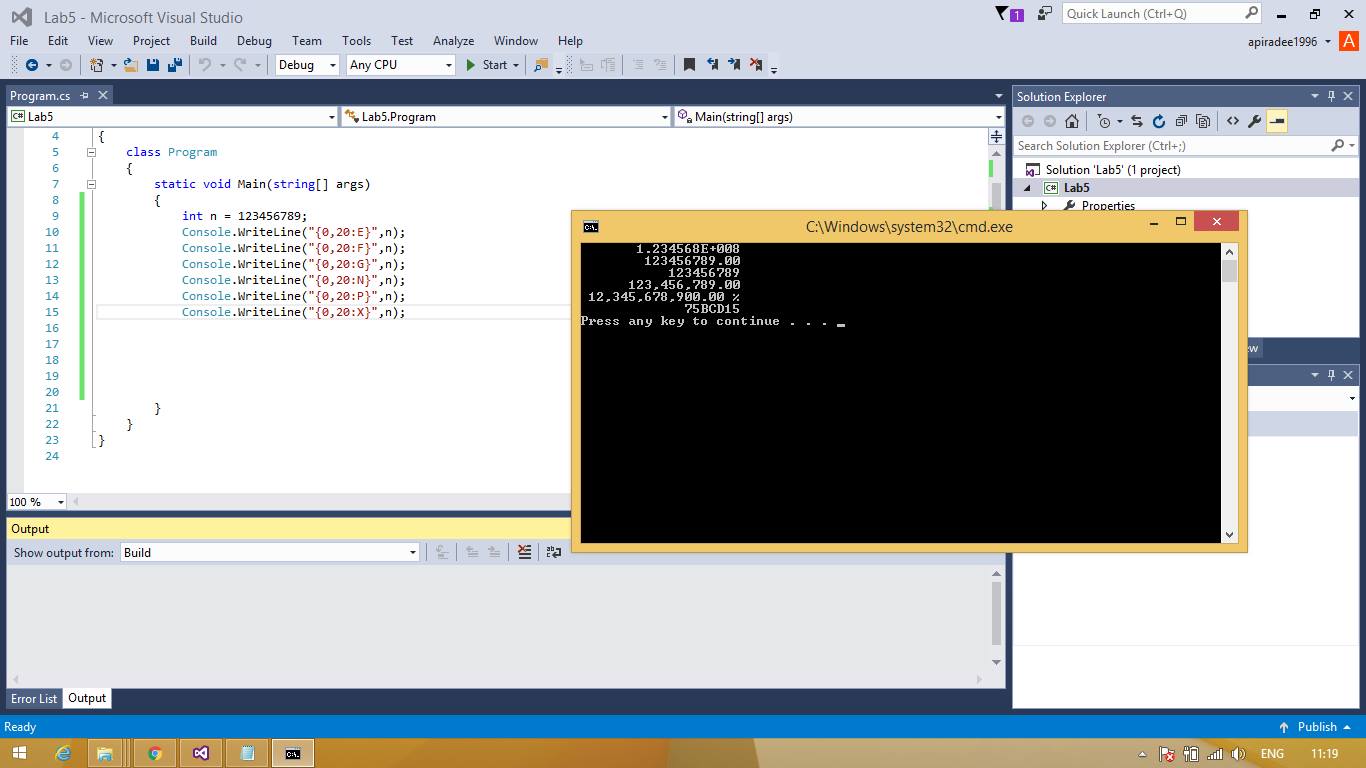 Lab5 - Microsoft Visual Studio
1
Quick Launch (Ctrl+Q)
File Edit View Project Build Debug Team Tools Test Analyze Window Help
apiradee1996
A
Debug
Any CPU
Start
Program.cs
C# Lab5
Lab5.Program
Main(string[] args)
4 {
5 class Program
6 {
7 static void Main(string[] args)
8 {
9 int n = 123456789;
10 Console.WriteLine("{0,20:E}",n);
11 Console.WriteLine("{0,20:F}",n);
12 Console.WriteLine("{0,20:G}",n);
13 Console.WriteLine("{0,20:N}",n);
14 Console.WriteLine("{0,20:P}",n);
15 Console.WriteLine("{0,20:X}",n);
16
17
18
19
20
21 }
22 }
23 }
24
100 %
Output
Show output from: Build
Error List
Output
Solution Explorer
Search Solution Explorer (Ctrl+;)
Solution 'Lab5' (1 project)
C# Lab5
Properties
C:\Windows\system32\cmd.exe
1.234568E+008
123456789.00
123456789
123,456,789.00
12,345,678,900.00 %
75BCD15
Press any key to continue . . .
Ready
Publish
ENG
11:19